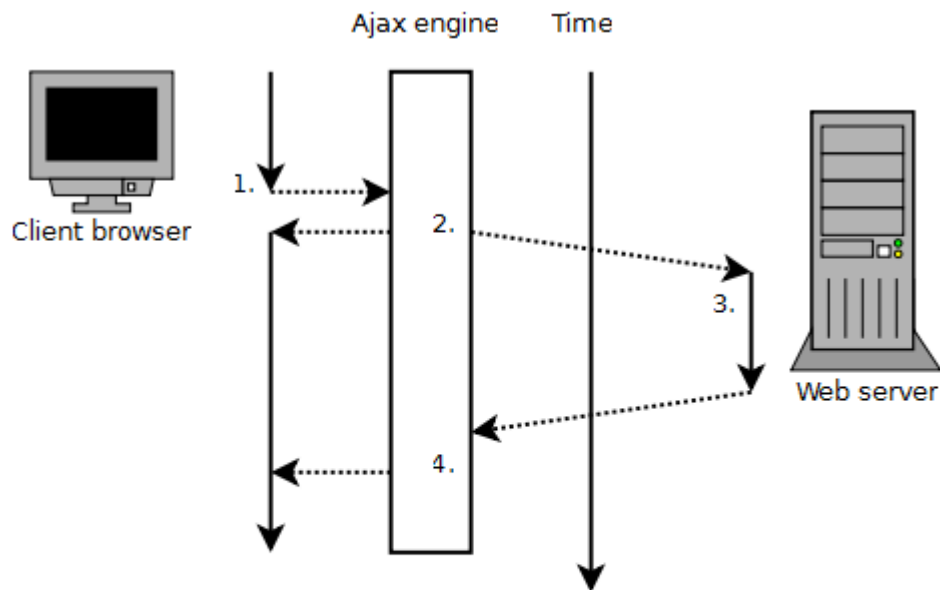 Ajax engine
Time
1.
Client browser
2.
3.
Web server
4.